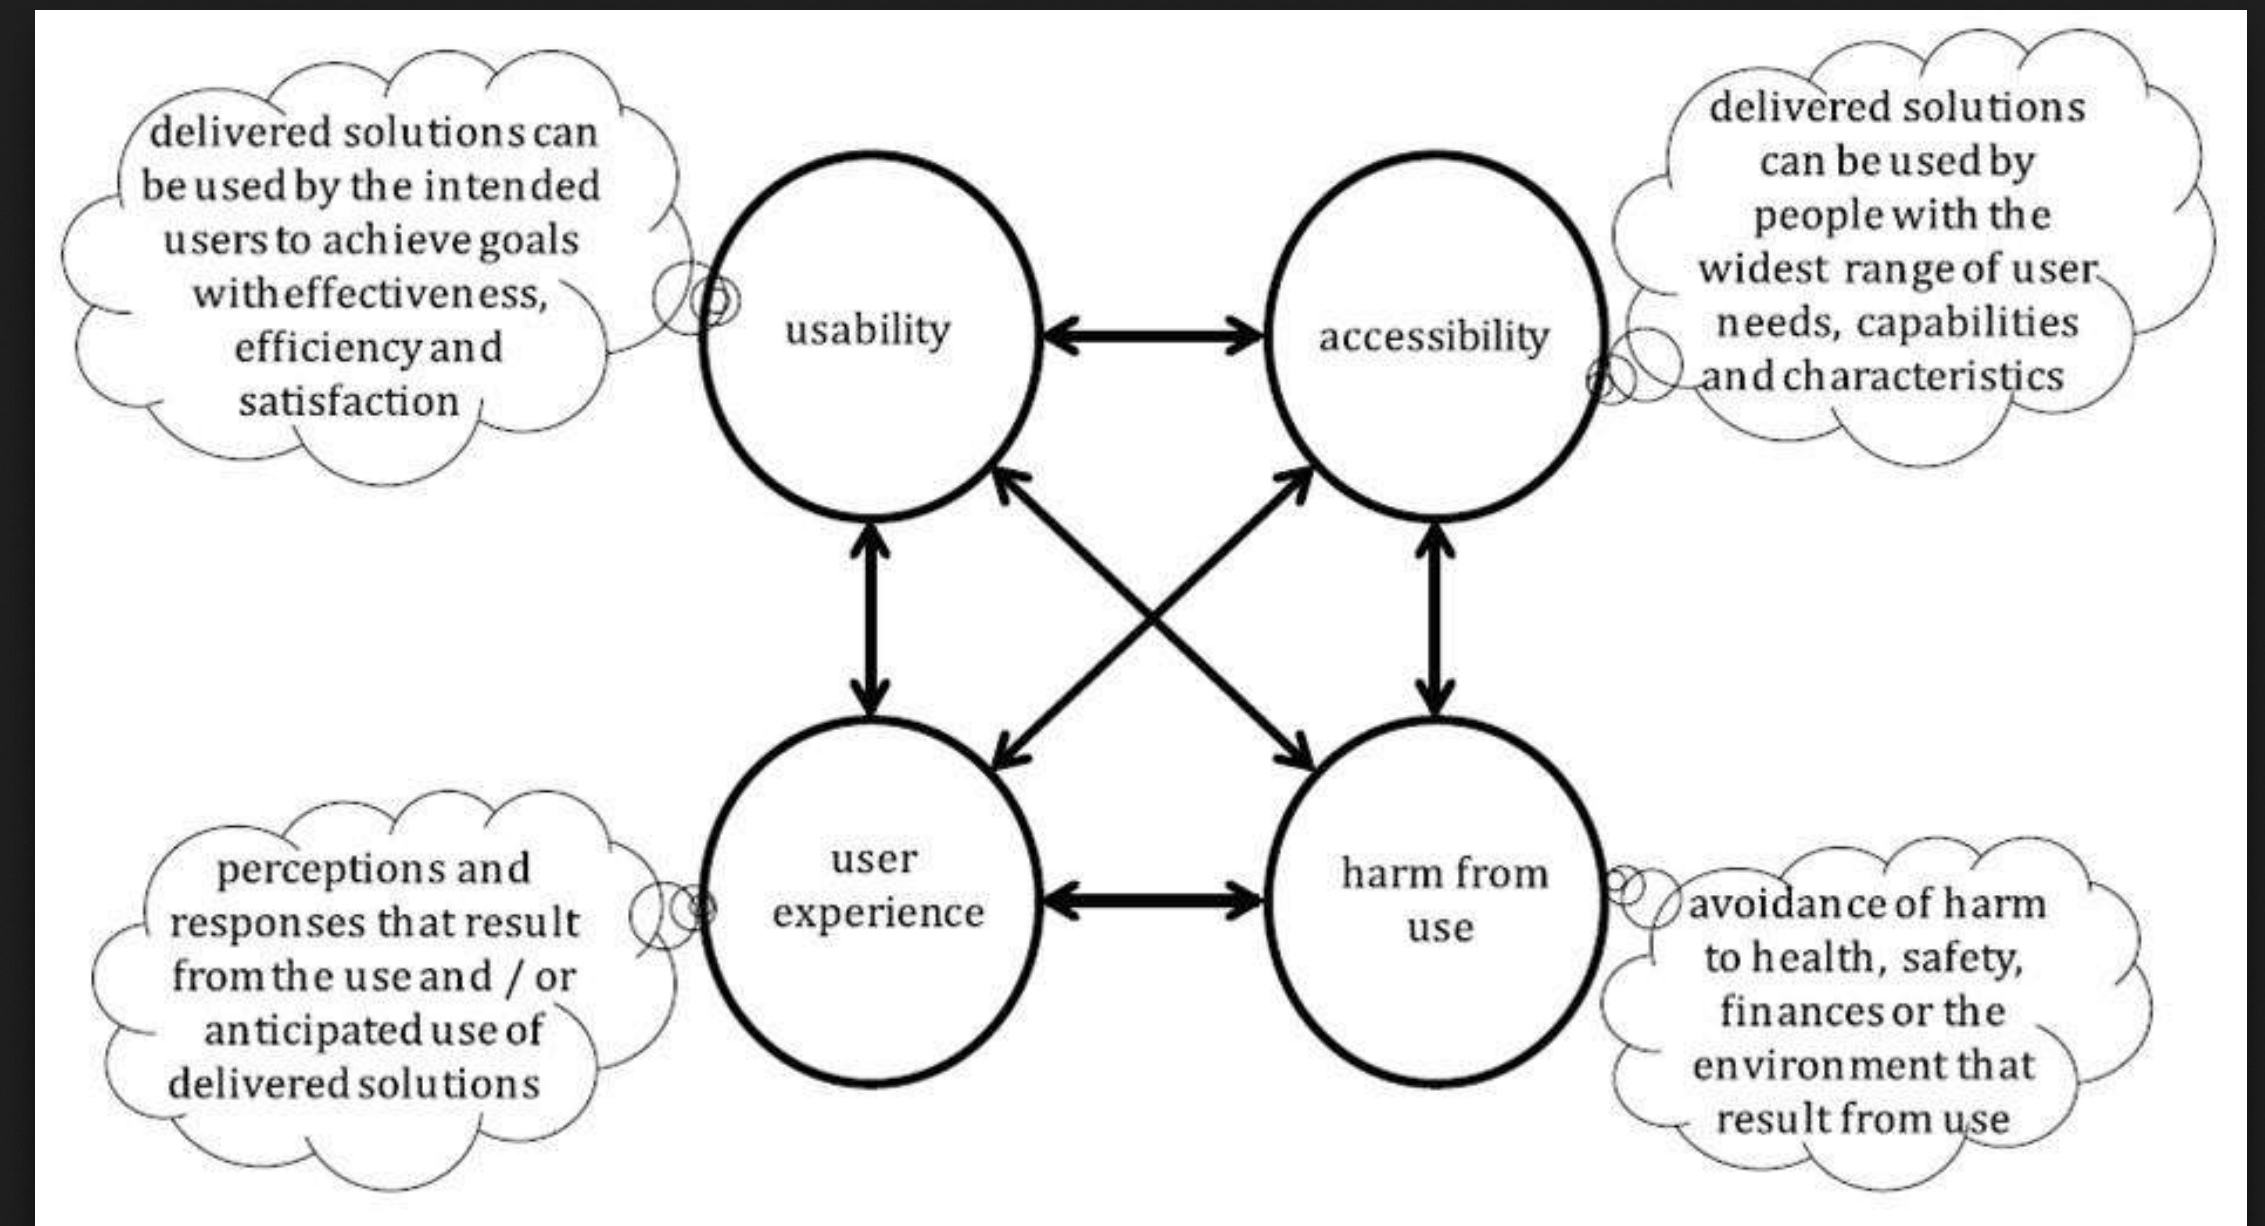 delivered solutions can
be used by the intended
users to achieve goals
with effectiveness,
efficiency and
satisfaction
usability
accessibility
delivered solutions
can be used by
people with the
widest range of user
needs, capabilities
and characteristics
perceptions and
responses that result
from the use and / or
anticipated use of
delivered solutions
user
experience
harm from
use
avoidance of harm
to health, safety,
finances or the
environment that
result from use